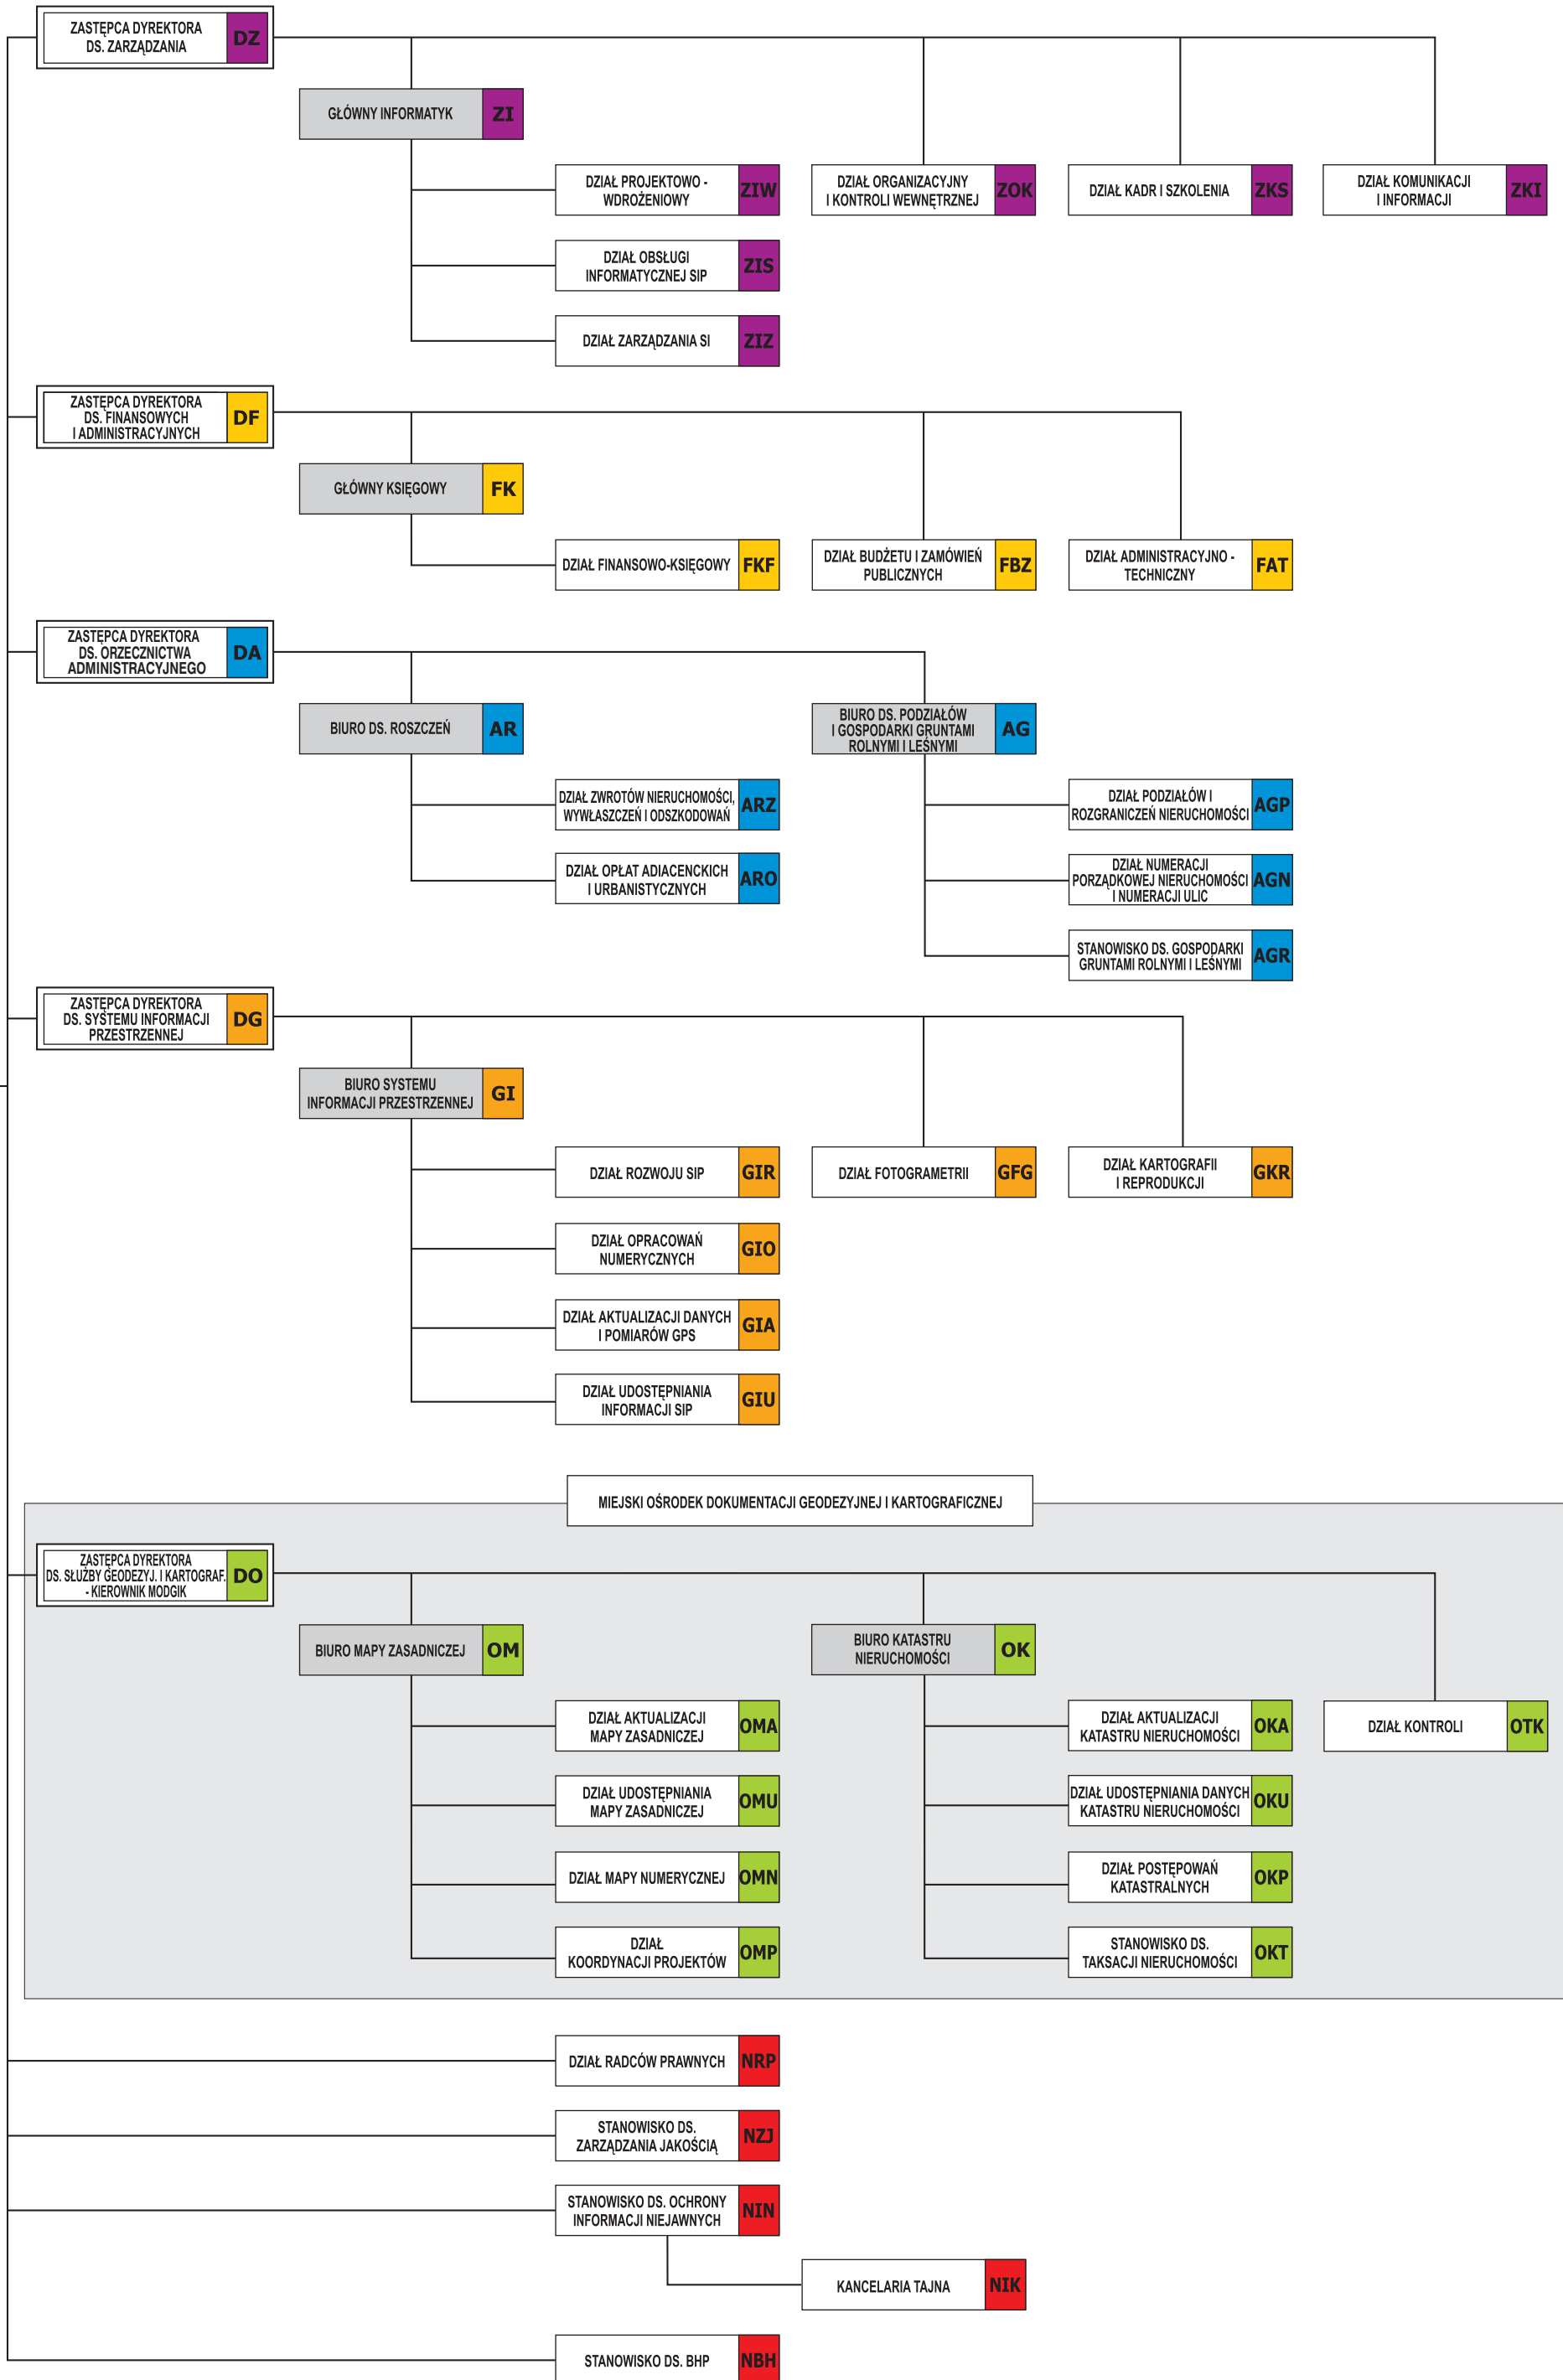 ZASTĘPCA DYREKTORA
DS. ZARZĄDZANIA
DZ
GŁÓWNY INFORMATYK
ZI
DZIAŁ PROJEKTOWO -
WDROŻENIOWY
ZIW
DZIAŁ ORGANIZACYJNY
I KONTROLI WEWNĘTRZNEJ
ZOK
DZIAŁ KADR I SZKOLENIA
ZKS
DZIAŁ KOMUNIKACJI
I INFORMACJI
ZKI
DZIAŁ OBSŁUGI
INFORMATYCZNEJ SIP
ZIS
DZIAŁ ZARZĄDZANIA SI
ZIZ
ZASTĘPCA DYREKTORA
DS. FINANSOWYCH
I ADMINISTRACYJNYCH
DF
GŁÓWNY KSIĘGOWY
FK
DZIAŁ FINANSOWO-KSIĘGOWY
FKF
DZIAŁ BUDŻETU I ZAMÓWIEŃ
PUBLICZNYCH
FBZ
DZIAŁ ADMINISTRACYJNO -
TECHNICZNY
FAT
ZASTĘPCA DYREKTORA
DS. ORZECZNICTWA
ADMINISTRACYJNEGO
DA
BIURO DS. ROSZCZEŃ
AR
BIURO DS. PODZIAŁÓW
I GOSPODARKI GRUNTAMI
ROLNYMI I LEŚNYMI
AG
DZIAŁ ZWROTÓW NIERUCHOMOŚCI,
WYWŁASZCZEŃ I ODSZKODOWAŃ
ARZ
DZIAŁ PODZIAŁÓW I
ROZGRANICZEŃ NIERUCHOMOŚCI
AGP
DZIAŁ OPŁAT ADIACENCKICH
I URBANISTYCZNYCH
ARO
DZIAŁ NUMERACJI
PORZĄDKOWEJ NIERUCHOMOŚCI
I NUMERACJI ULIC
AGN
STANOWISKO DS. GOSPODARKI
GRUNTAMI ROLNYMI I LEŚNYMI
AGR
ZASTĘPCA DYREKTORA
DS. SYSTEMU INFORMACJI
PRZESTRZENNEJ
DG
BIURO SYSTEMU
INFORMACJI PRZESTRZENNEJ
GI
DZIAŁ ROZWOJU SIP
GIR
DZIAŁ FOTOGRAMETRII
GFG
DZIAŁ KARTOGRAFII
I REPRODUKCJI
GKR
DZIAŁ OPRACOWAŃ
NUMERYCZNYCH
GIO
DZIAŁ AKTUALIZACJI DANYCH
I POMIARÓW GPS
GIA
DZIAŁ UDOSTĘPNIANIA
INFORMACJI SIP
GIU
MIEJSKI OŚRODEK DOKUMENTACJI GEODEZYJNEJ I KARTOGRAFICZNEJ
ZASTĘPCA DYREKTORA
DS. SŁUŻBY GEODEZYJ. I KARTOGRAF.
- KIEROWNIK MODGIK
DO
BIURO MAPY ZASADNICZEJ
OM
BIURO KATASTRU
NIERUCHOMOŚCI
OK
DZIAŁ AKTUALIZACJI
MAPY ZASADNICZEJ
OMA
DZIAŁ AKTUALIZACJI
KATASTRU NIERUCHOMOŚCI
OKA
DZIAŁ KONTROLI
OTK
DZIAŁ UDOSTĘPNIANIA
MAPY ZASADNICZEJ
OMU
DZIAŁ UDOSTĘPNIANIA DANYCH
KATASTRU NIERUCHOMOŚCI
OKU
DZIAŁ MAPY NUMERYCZNEJ
OMN
DZIAŁ POSTĘPOWAŃ
KATASTRALNYCH
OKP
DZIAŁ
KOORDYNACJI PROJEKTÓW
OMP
STANOWISKO DS.
TAKSACJI NIERUCHOMOŚCI
OKT
DZIAŁ RADCÓW PRAWNYCH
NRP
STANOWISKO DS.
ZARZĄDZANIA JAKOŚCIĄ
NZJ
STANOWISKO DS. OCHRONY
INFORMACJI NIEJAWNYCH
NIN
KANCELARIA TAJNA
NIK
STANOWISKO DS. BHP
NBH